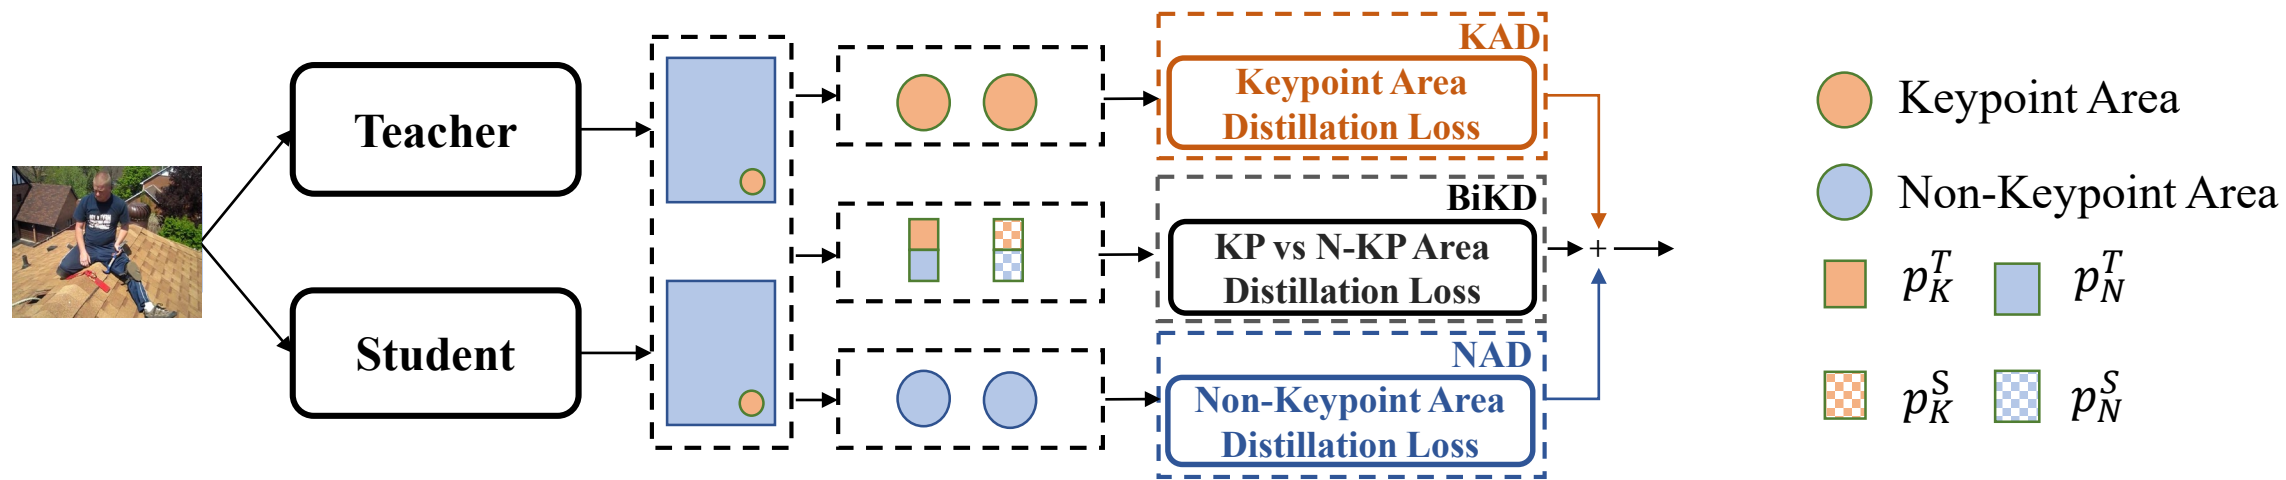 Teacher
Student
KAD
Keypoint Area
Distillation Loss
BiKD
KP vs N-KP Area
Distillation Loss
NAD
Non-Keypoint Area
Distillation Loss
+
Keypoint Area
Non-Keypoint Area
$p_K^T$ $p_N^T$
$p_K^S$ $p_N^S$